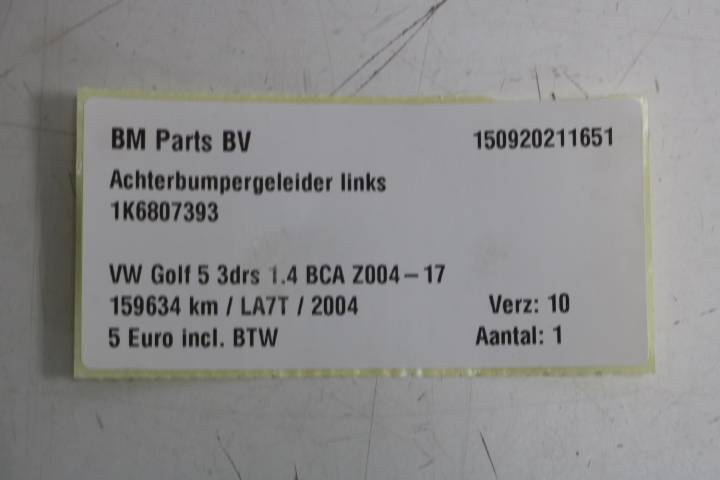 BM Parts BV 150920211651
Achterbumpergeleider links
1K6807393
VW Golf 5 3drs 1.4 BCA Z004-17
159634 km / LA7T / 2004 Verz: 10
5 Euro incl. BTW Aantal: 1